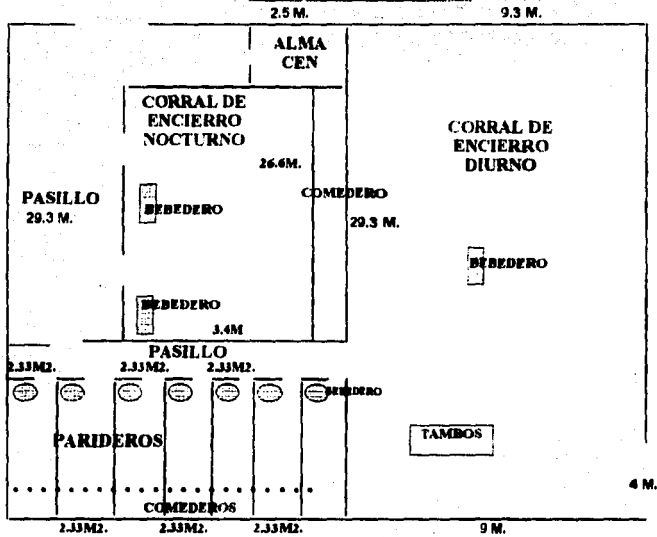 2.5 M.
9.3 M.
ALMA
CEN
CORRAL DE
ENCIERRO
NOCTURNO
CORRAL DE
ENCIERRO
DIURNO
26.6M.
PASILLO
29.3 M.
COMEDERO
BEBEDERO
29.3 M.
BEBEDERO
BEBEDERO
3.4M
PASILLO
2.33M2.
2.33M2.
2.33M2.
BEBEDERO
PARIDEROS
TAMBOS
4 M.
COMEDEROS
2.33M2.
2.33M2.
2.33M2.
9 M.